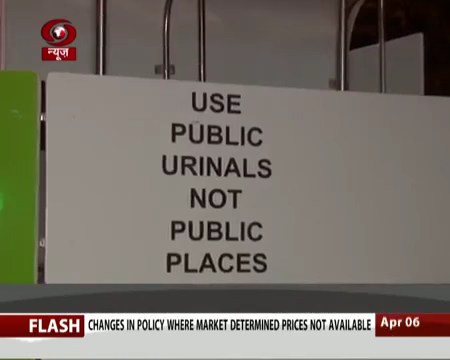 न्यूज़
USE
PUBLIC
URINALS
NOT
PUBLIC
PLACES
FLASH CHANGES IN POLICY WHERE MARKET DETERMINED PRICES NOT AVAILABLE Apr 06